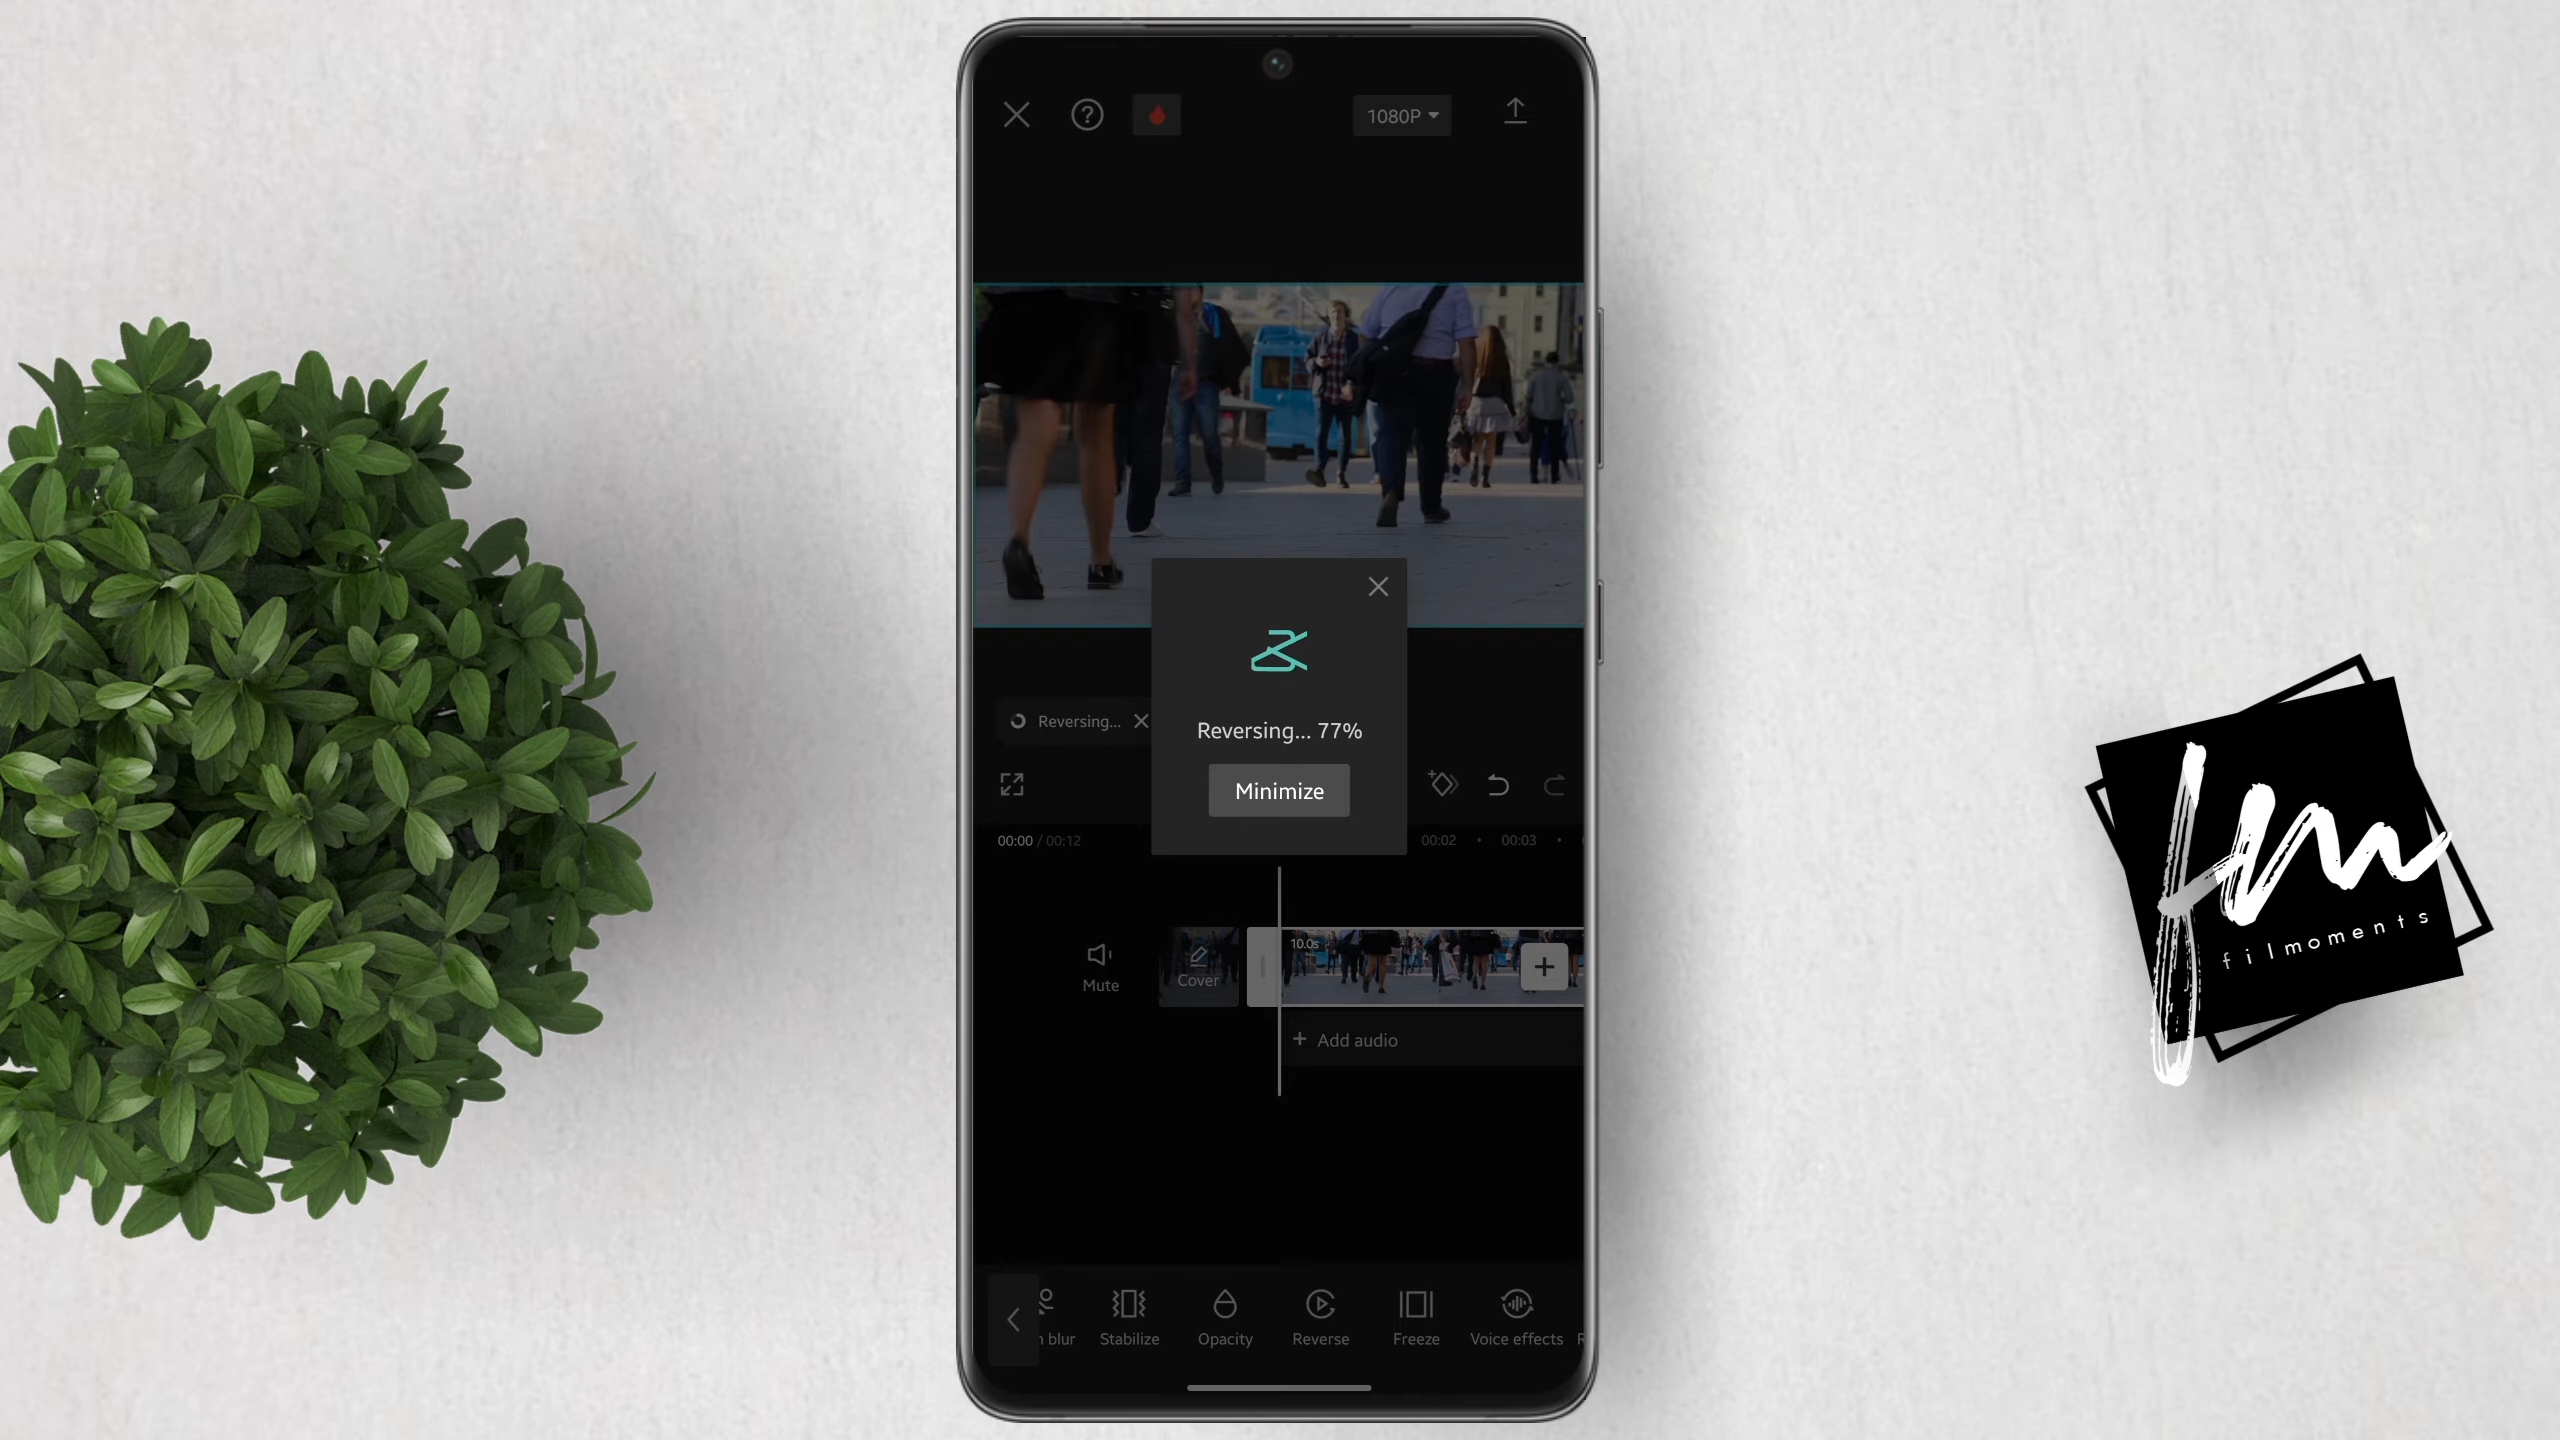 1080P
Reversing... 
Reversing... 77%
Minimize
00:00 / 00:12
00:02
00:03
10.0s
Cover
Mute
+ Add audio
n blur
Stabilize
Opacity
Reverse
Freeze
Voice effects
R
fm
filmoments